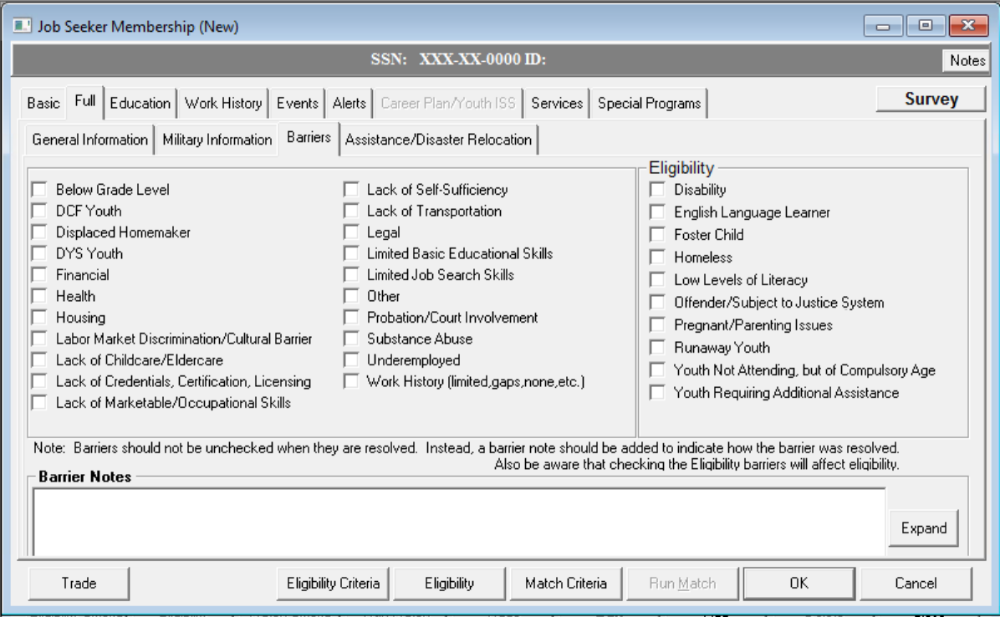 Job Seeker Membership (New)
SSN: XXX-XX-0000 ID:
Notes
Basic Full Education Work History Events Alerts Career Plan/Youth ISS Services Special Programs Survey
General Information Military Information Barriers Assistance/Disaster Relocation
Below Grade Level
DCF Youth
Displaced Homemaker
DYS Youth
Financial
Health
Housing
Labor Market Discrimination/Cultural Barrier
Lack of Childcare/Eldercare
Lack of Credentials, Certification, Licensing
Lack of Marketable/Occupational Skills
Lack of Self-Sufficiency
Lack of Transportation
Legal
Limited Basic Educational Skills
Limited Job Search Skills
Other
Probation/Court Involvement
Substance Abuse
Underemployed
Work History (limited,gaps,none,etc.)
Eligibility
Disability
English Language Learner
Foster Child
Homeless
Low Levels of Literacy
Offender/Subject to Justice System
Pregnant/Parenting Issues
Runaway Youth
Youth Not Attending, but of Compulsory Age
Youth Requiring Additional Assistance
Note: Barriers should not be unchecked when they are resolved. Instead, a barrier note should be added to indicate how the barrier was resolved.
Also be aware that checking the Eligibility barriers will affect eligibility.
Barrier Notes
Expand
Trade Eligibility Criteria Eligibility Match Criteria Run Match OK Cancel